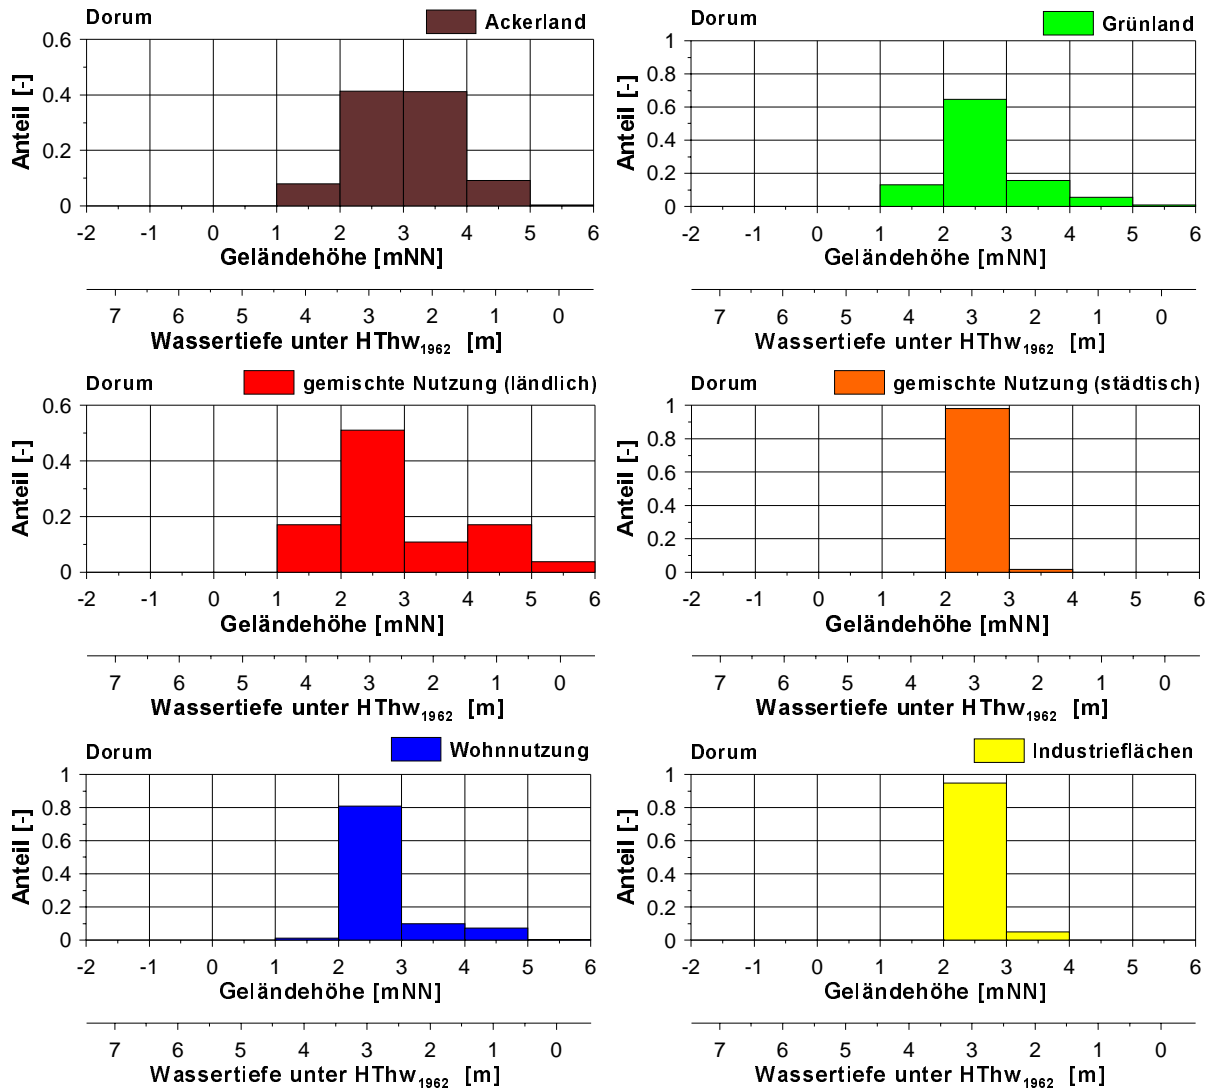 Dorum
Ackerland
0.6
0.4
0.2
0
Anteil [-]
-2 -1 0 1 2 3 4 5 6
Geländehöhe [mNN]
7 6 5 4 3 2 1 0
Wassertiefe unter HThw1962 [m]
Dorum
Grünland
1
0.8
0.6
0.4
0.2
0
Anteil [-]
-2 -1 0 1 2 3 4 5 6
Geländehöhe [mNN]
7 6 5 4 3 2 1 0
Wassertiefe unter HThw1962 [m]
Dorum
gemischte Nutzung (ländlich)
0.6
0.4
0.2
0
Anteil [-]
-2 -1 0 1 2 3 4 5 6
Geländehöhe [mNN]
7 6 5 4 3 2 1 0
Wassertiefe unter HThw1962 [m]
Dorum
gemischte Nutzung (städtisch)
1
0.8
0.6
0.4
0.2
0
Anteil [-]
-2 -1 0 1 2 3 4 5 6
Geländehöhe [mNN]
7 6 5 4 3 2 1 0
Wassertiefe unter HThw1962 [m]
Dorum
Wohnnutzung
1
0.8
0.6
0.4
0.2
0
Anteil [-]
-2 -1 0 1 2 3 4 5 6
Geländehöhe [mNN]
7 6 5 4 3 2 1 0
Wassertiefe unter HThw1962 [m]
Dorum
Industrieflächen
1
0.8
0.6
0.4
0.2
0
Anteil [-]
-2 -1 0 1 2 3 4 5 6
Geländehöhe [mNN]
7 6 5 4 3 2 1 0
Wassertiefe unter HThw1962 [m]